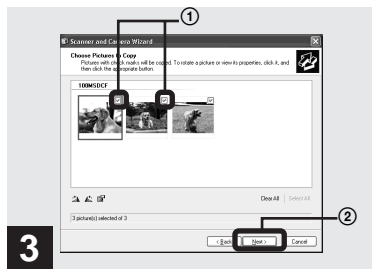 ①
Scanner and Camera Wizard
Choose Pictures to Copy
Pictures with check marks will be copied. To rotate a picture or view its properties, click it, and
then click the appropriate button.
100MSDCF
Clear All Select All
3 picture(s) selected of 3
②
< Back Next > Cancel
3